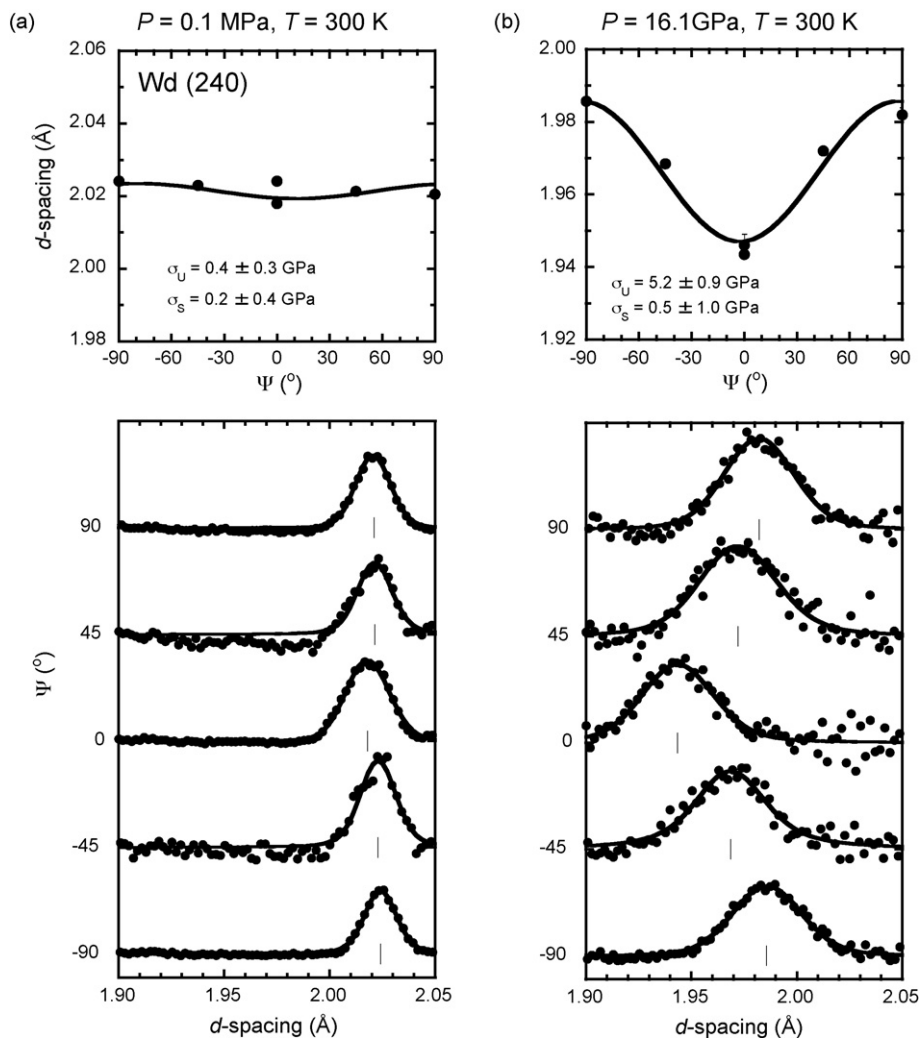 (a) P = 0.1 MPa, T = 300 K
2.06
2.04
2.02
2.00
1.98
d-spacing (Å)
Wd (240)
σU = 0.4 ± 0.3 GPa
σS = 0.2 ± 0.4 GPa
-90 -60 -30 0 30 60 90
Ψ (o)
(b) P = 16.1GPa, T = 300 K
2.00
1.98
1.96
1.94
1.92
σU = 5.2 ± 0.9 GPa
σS = 0.5 ± 1.0 GPa
-90 -60 -30 0 30 60 90
Ψ (o)
90
45
0
-45
-90
Ψ (o)
1.90 1.95 2.00 2.05
d-spacing (Å)
90
45
0
-45
-90
1.90 1.95 2.00 2.05
d-spacing (Å)